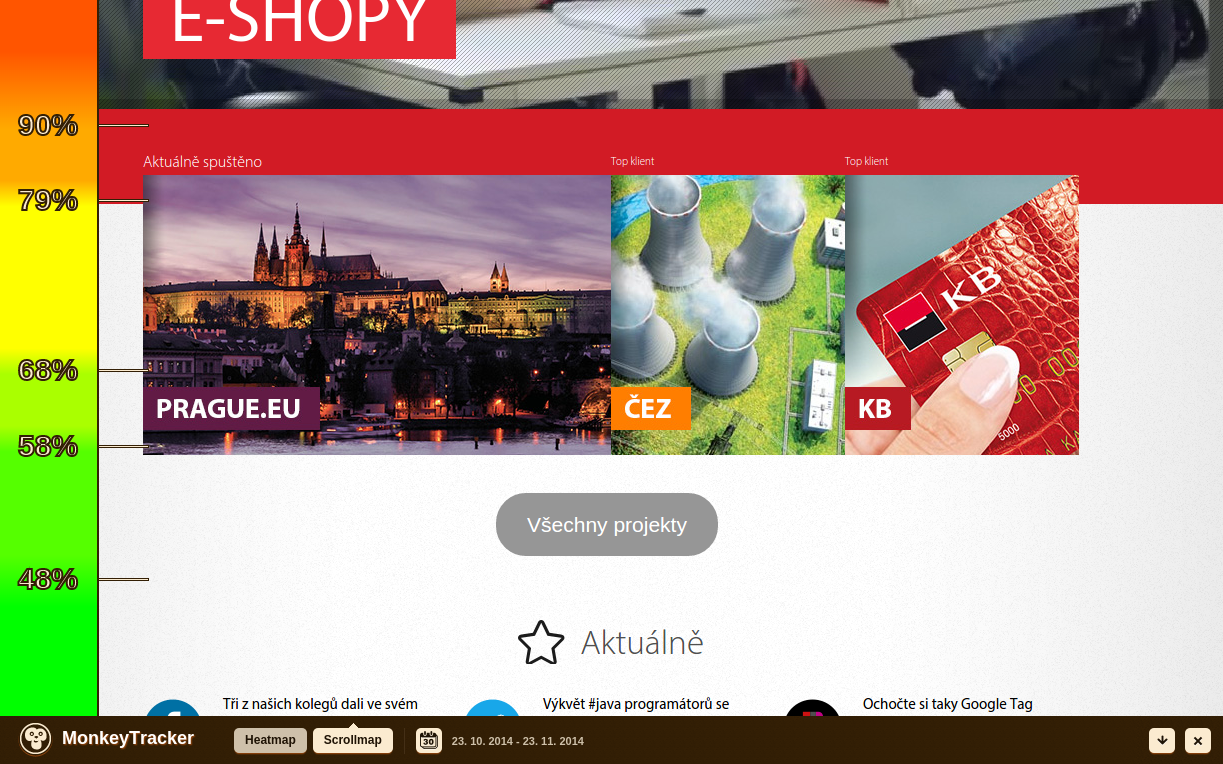 E-SHOPY
90%
Aktuálně spuštěno
Top klient
Top klient
79%
KB
68%
PRAGUE.EU
ČEZ
KB
5000
58%
Všechny projekty
48%
Aktuálně
Tři z našich kolegů dali ve svém
Výkvět #java programátorů se
Ochočte si taky Google Tag
MonkeyTracker
Heatmap
Scrollmap
30
23. 10. 2014 - 23. 11. 2014